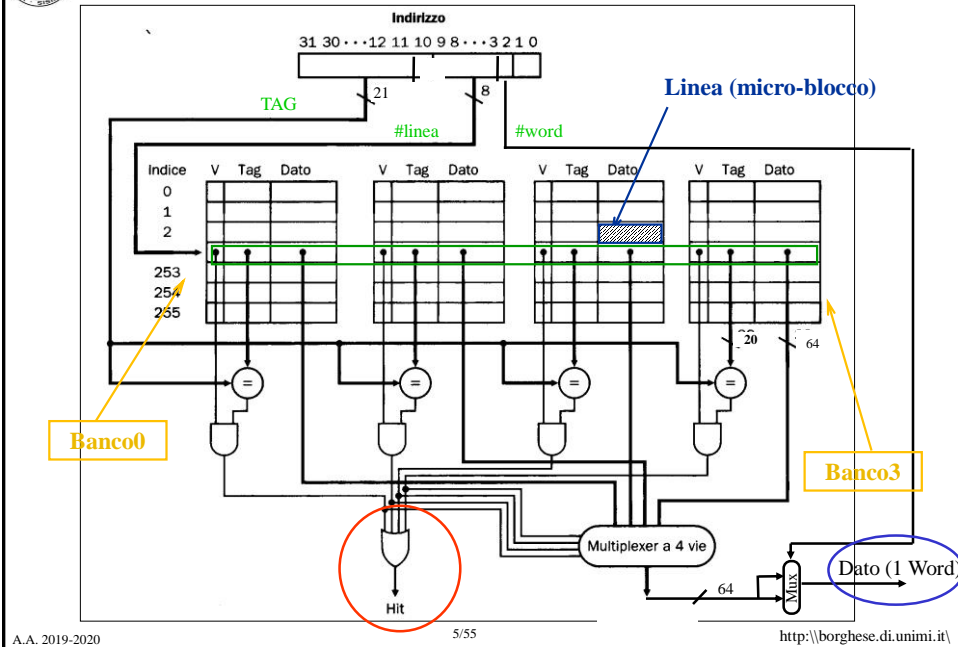 Indirizzo
31 30 · · · 12 11 10 9 8 · · · 3 2 1 0
21
8
TAG
#linea
#word
Linea (micro-blocco)
Indice
V Tag Dato
V Tag Dato
V Tag Dato
V Tag Dato
0
1
2
253
254
255
20
64
=
=
=
=
Banco0
Banco3
Multiplexer a 4 vie
64
Mux
Dato (1 Word)
Hit
5/55
A.A. 2019-2020
http:\\borghese.di.unimi.it\